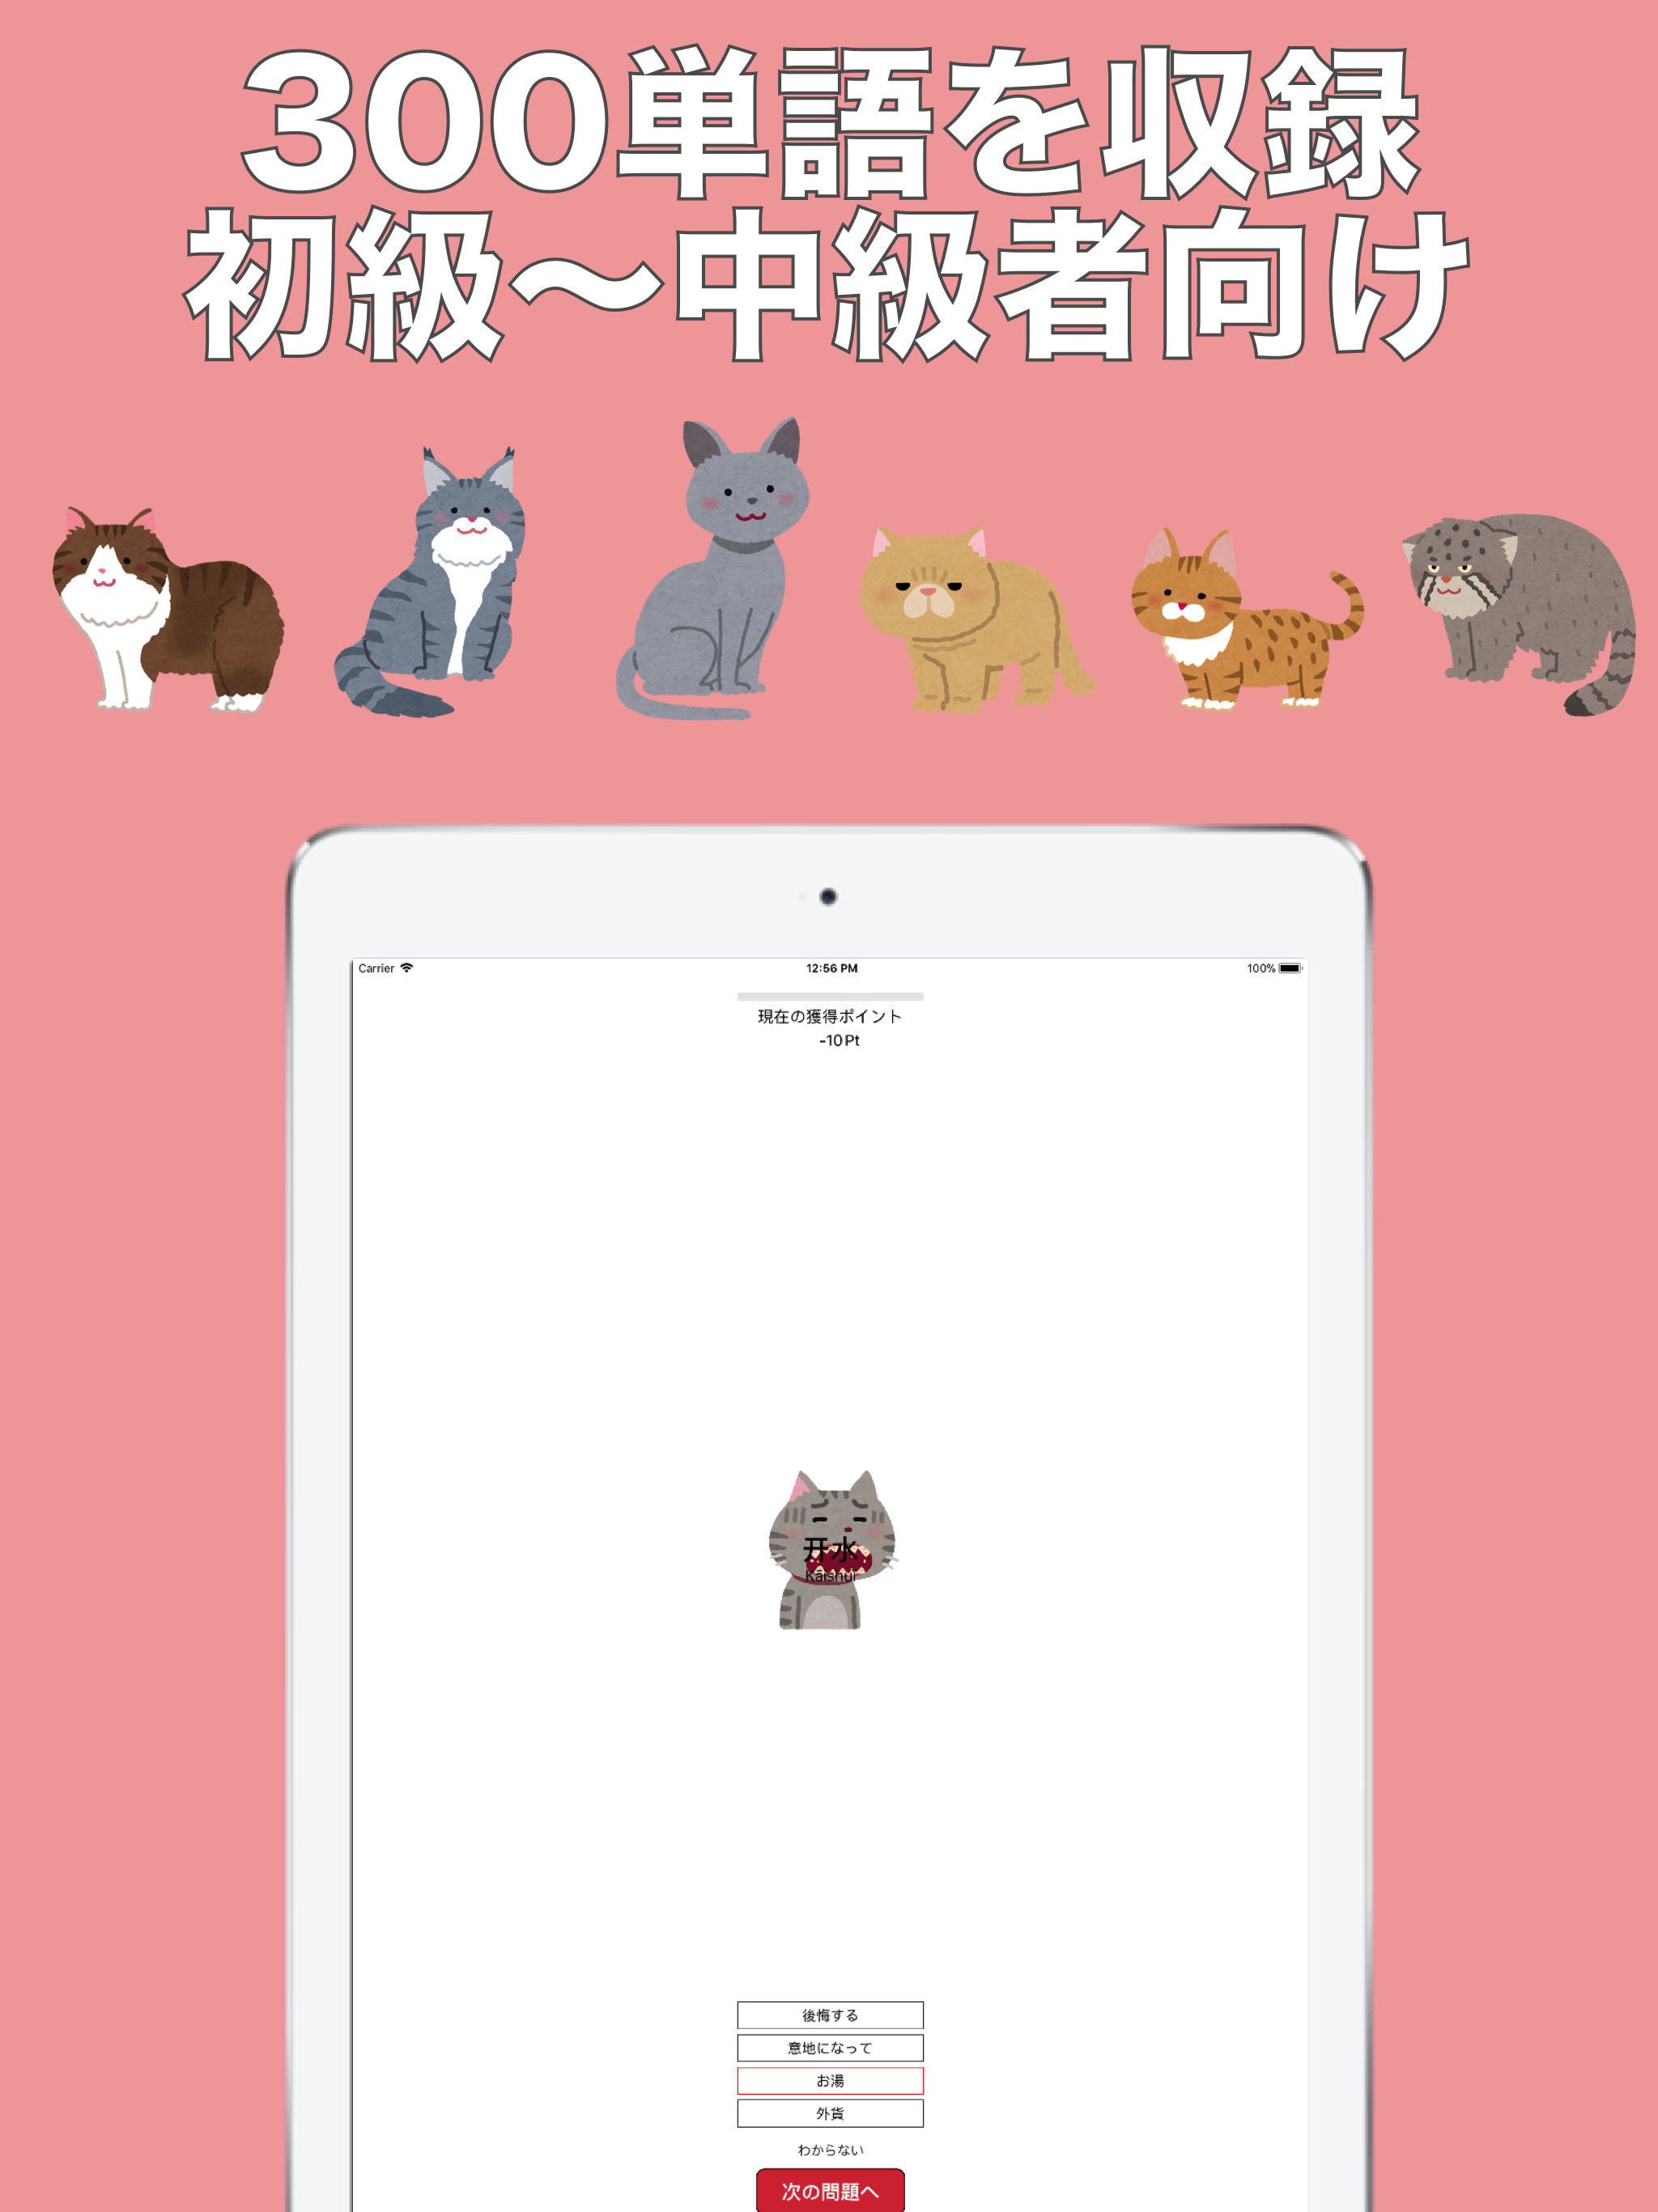 300単語を収録
初級〜中級者向け
Carrier
12:56 PM
100%
現在の獲得ポイント
-10 Pt
开水
Kāishuǐ
後悔する
意地になって
お湯
外貨
わからない
次の問題へ